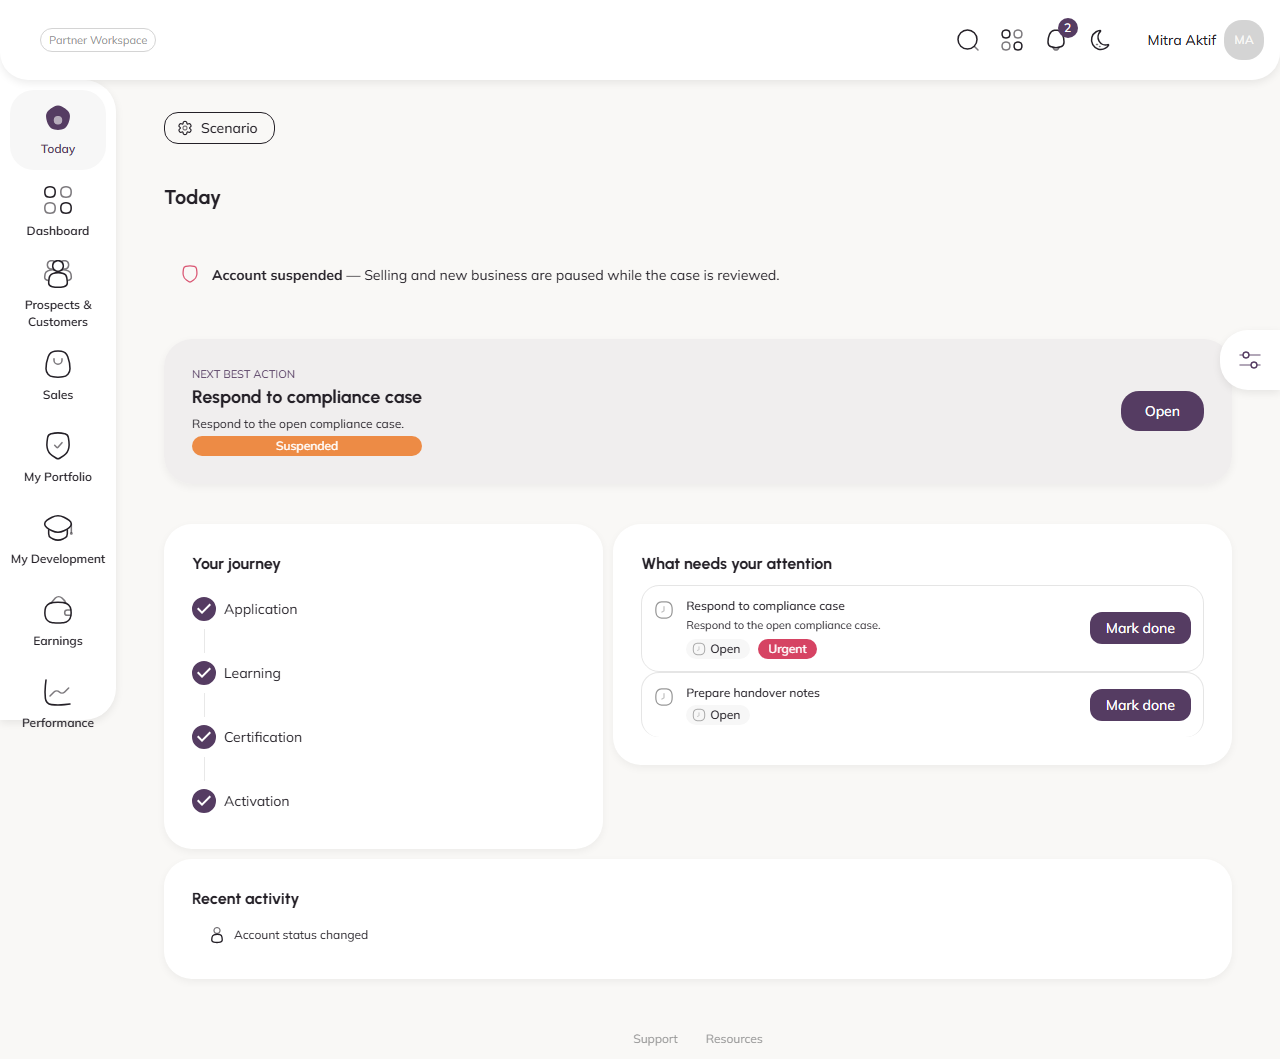 Partner Workspace
2
Mitra Aktif
MA
Today
Dashboard
Prospects &
Customers
Sales
My Portfolio
My Development
Earnings
Performance
Scenario
Today
Account suspended — Selling and new business are paused while the case is reviewed.
NEXT BEST ACTION
Respond to compliance case
Respond to the open compliance case.
Suspended
Open
Your journey
Application
Learning
Certification
Activation
What needs your attention
Respond to compliance case
Respond to the open compliance case.
Open
Urgent
Mark done
Prepare handover notes
Open
Mark done
Recent activity
Account status changed
Support
Resources